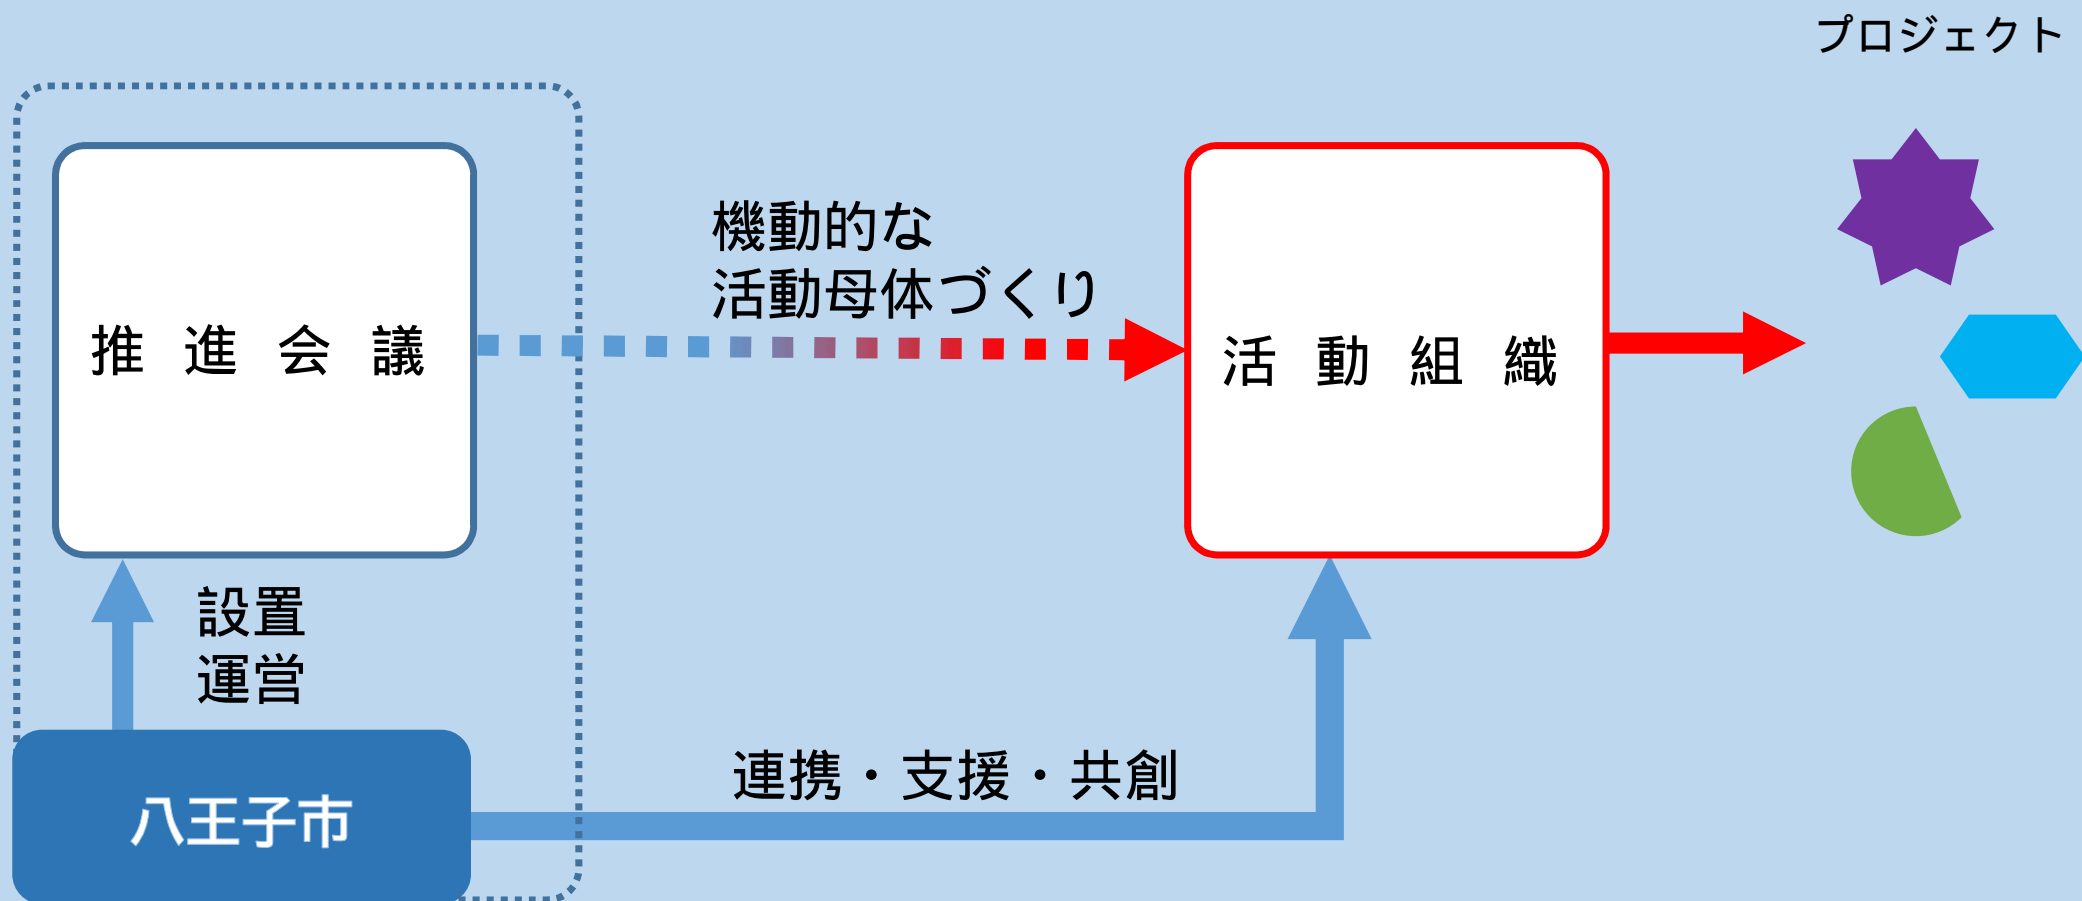 プロジェクト
機動的な
活動母体づくり
推進会議
活動組織
設置
運営
連携・支援・共創
八王子市